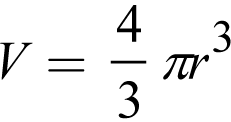 V = 4/3 πr³